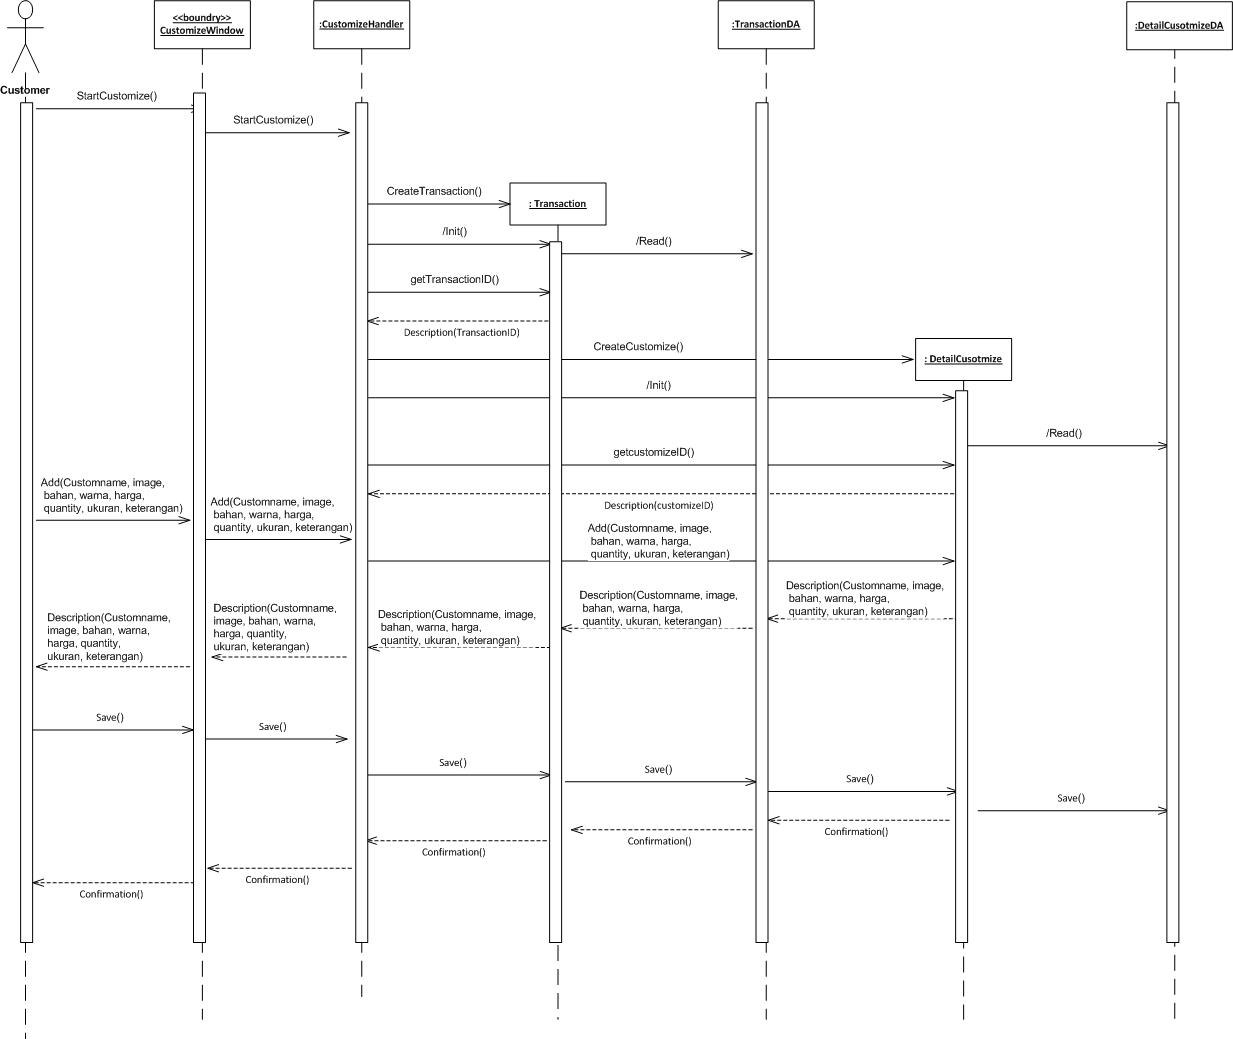 <<boundry>>
CustomizeWindow
:CustomizeHandler
:TransactionDA
:DetailCusotmizeDA
Customer
StartCustomize()
StartCustomize()
CreateTransaction()
: Transaction
/Init()
/Read()
getTransactionID()
Description(TransactionID)
CreateCustomize()
: DetailCusotmize
/Init()
/Read()
getcustomizeID()
Description(customizeID)
Add(Customname, image,
bahan, warna, harga,
quantity, ukuran, keterangan)
Add(Customname, image,
bahan, warna, harga,
quantity, ukuran, keterangan)
Add(Customname, image,
bahan, warna, harga,
quantity, ukuran, keterangan)
Description(Customname, image,
bahan, warna, harga,
quantity, ukuran, keterangan)
Description(Customname, image,
bahan, warna, harga,
quantity, ukuran, keterangan)
Description(Customname, image,
bahan, warna, harga,
quantity, ukuran, keterangan)
Description(Customname,
image, bahan, warna,
harga, quantity,
ukuran, keterangan)
Description(Customname,
image, bahan, warna,
harga, quantity,
ukuran, keterangan)
Save()
Save()
Save()
Save()
Save()
Save()
Confirmation()
Confirmation()
Confirmation()
Confirmation()
Confirmation()